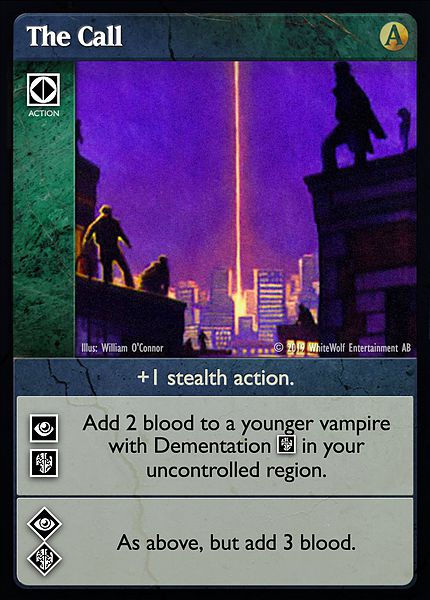 The Call
A
ACTION
Illus: William O'Connor
© 2019 WhiteWolf Entertainment AB
+1 stealth action.
Add 2 blood to a younger vampire
with Dementation in your
uncontrolled region.
As above, but add 3 blood.